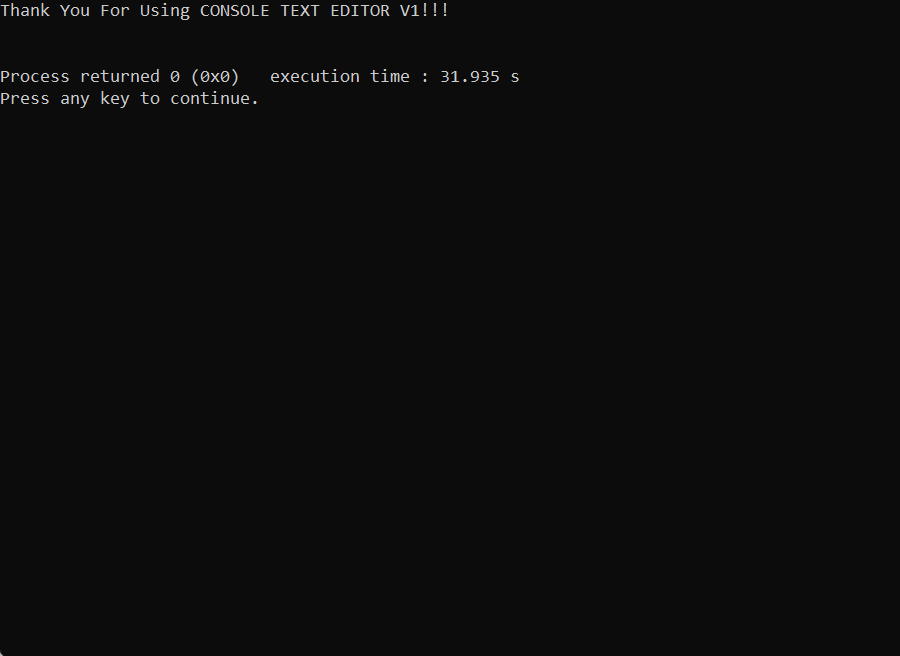 Thank You For Using CONSOLE TEXT EDITOR V1!!!
Process returned 0 (0x0)   execution time : 31.935 s
Press any key to continue.